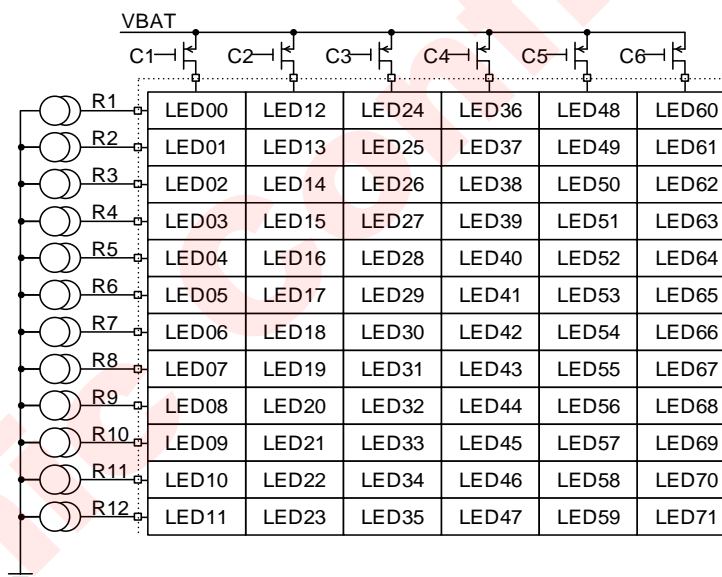 VBAT
C1 C2 C3 C4 C5 C6
R1 LED00 LED12 LED24 LED36 LED48 LED60
R2 LED01 LED13 LED25 LED37 LED49 LED61
R3 LED02 LED14 LED26 LED38 LED50 LED62
R4 LED03 LED15 LED27 LED39 LED51 LED63
R5 LED04 LED16 LED28 LED40 LED52 LED64
R6 LED05 LED17 LED29 LED41 LED53 LED65
R7 LED06 LED18 LED30 LED42 LED54 LED66
R8 LED07 LED19 LED31 LED43 LED55 LED67
R9 LED08 LED20 LED32 LED44 LED56 LED68
R10 LED09 LED21 LED33 LED45 LED57 LED69
R11 LED10 LED22 LED34 LED46 LED58 LED70
R12 LED11 LED23 LED35 LED47 LED59 LED71
ic Conf